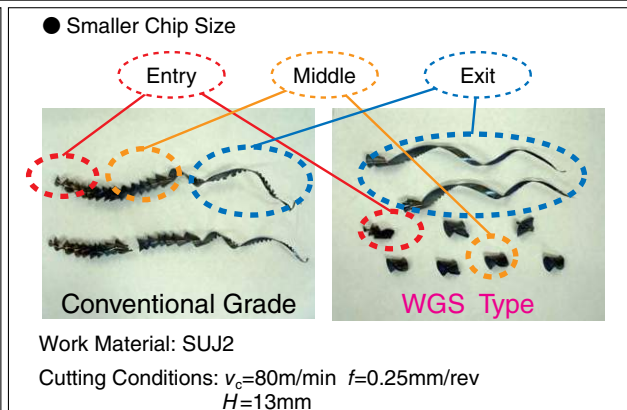 ● Smaller Chip Size
Entry
Middle
Exit
Conventional Grade
WGS Type
Work Material: SUJ2
Cutting Conditions: vc=80m/min f=0.25mm/rev
H=13mm